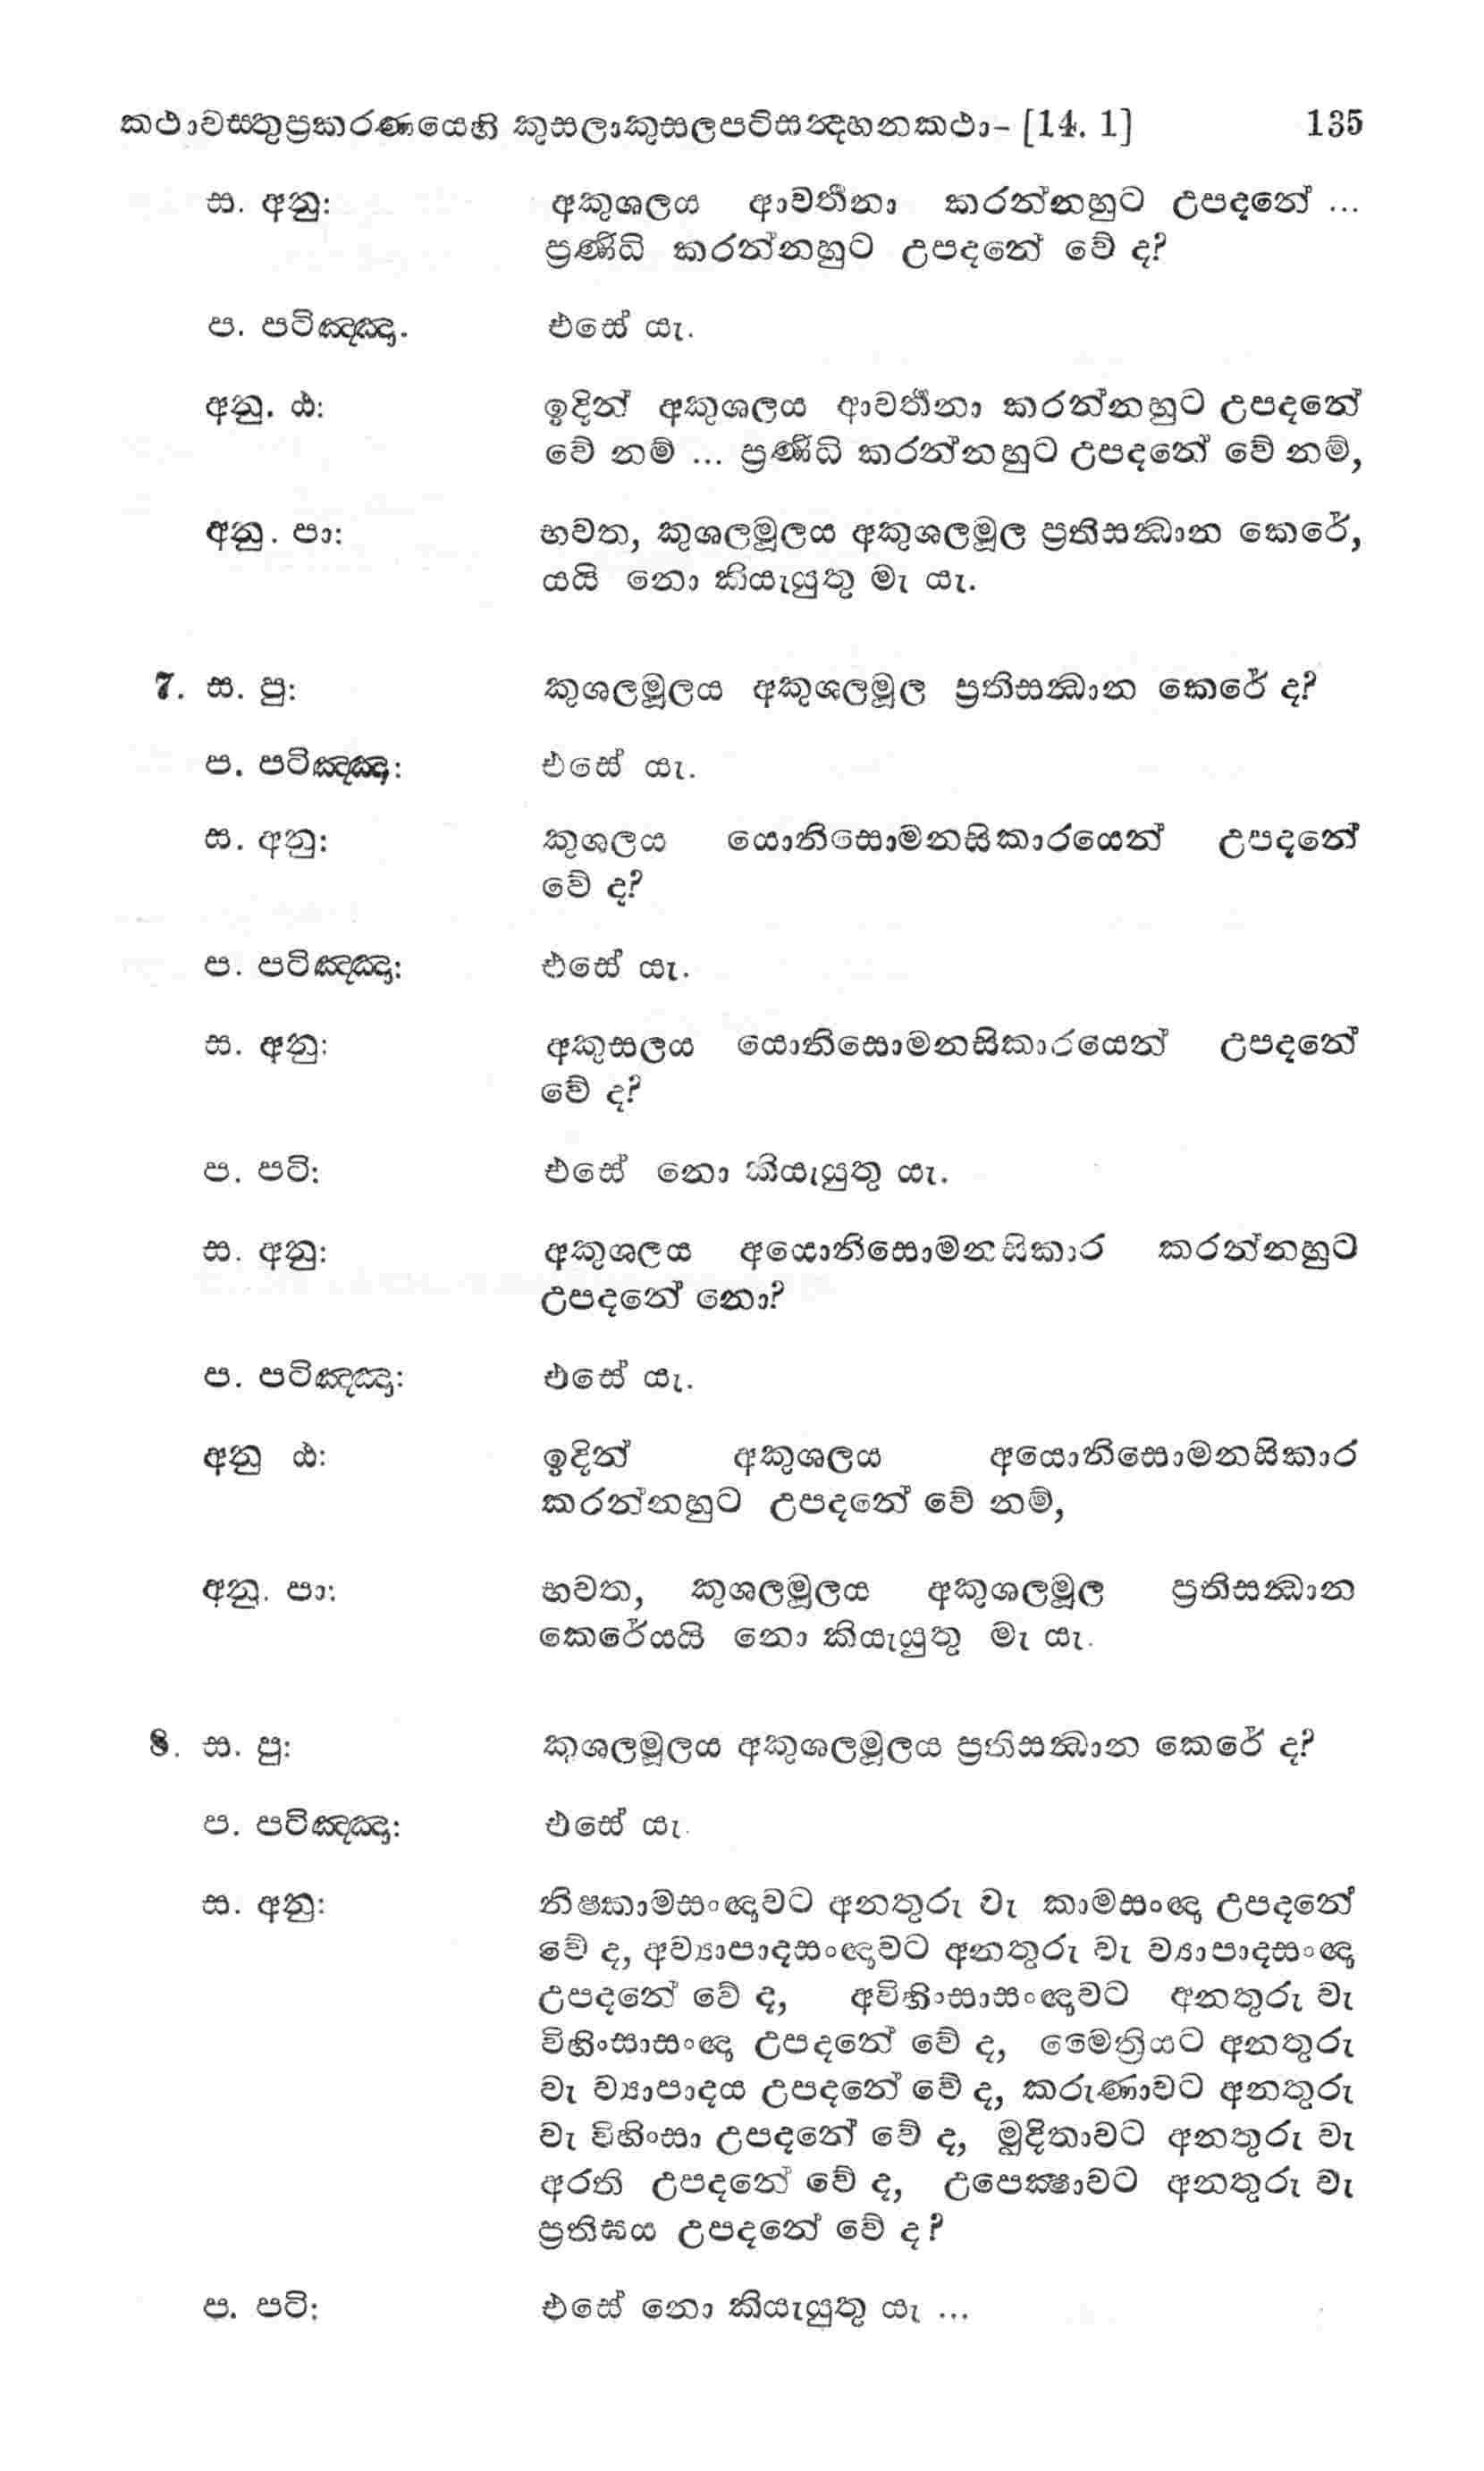 කථාවස්තුප්‍රකරණයෙහි කුසලාකුසලපටිසන්දහනකථා- [14. 1] 135
ස. අනු: අකුශලය ආවර්තනා කරන්නහුට උපදනේ ...
ප්‍රණිධි කරන්නහුට උපදනේ වේ ද?
ප. පටිඤ්ඤා. එසේ යැ.
අනු. ඨ: ඉදින් අකුශලය ආවර්තනා කරන්නහුට උපදනේ
වේ නම් ... ප්‍රණිධි කරන්නහුට උපදනේ වේ නම්,
අනු. පා: භවත, කුශලමූලය අකුශලමූල ප්‍රතිසන්ධාන කෙරේ,
යයි නො කියැයුතු මැ යැ.
7. ස. පු: කුශලමූලය අකුශලමූල ප්‍රතිසන්ධාන කෙරේ ද?
ප. පටිඤ්ඤා: එසේ යැ.
ස. අනු: කුශලය යොනිසොමනසිකාරයෙන් උපදනේ
වේ ද?
ප. පටිඤ්ඤා: එසේ යැ.
ස. අනු: අකුසලය යොනිසොමනසිකාරයෙන් උපදනේ
වේ ද?
ප. පටි: එසේ නො කියැයුතු යැ.
ස. අනු: අකුශලය අයොනිසොමනසිකාර කරන්නහුට
උපදනේ නො?
ප. පටිඤ්ඤා: එසේ යැ.
අනු ඨ: ඉදින් අකුශලය අයොනිසොමනසිකාර
කරන්නහුට උපදනේ වේ නම්,
අනු. පා: භවත, කුශලමූලය අකුශලමූල ප්‍රතිසන්ධාන
කෙරේයයි නො කියැයුතු මැ යැ.
8. ස. පු: කුශලමූලය අකුශලමූලය ප්‍රතිසන්ධාන කෙරේ ද?
ප. පටිඤ්ඤා: එසේ යැ.
ස. අනු: නිෂ්කාමසංඥාවට අනතුරු වැ කාමසංඥා උපදනේ
වේ ද, අව්‍යාපාදසංඥාවට අනතුරු වැ ව්‍යාපාදසංඥා
උපදනේ වේ ද, අවිහිංසාසංඥාවට අනතුරු වැ
විහිංසාසංඥා උපදනේ වේ ද, මෛත්‍රියට අනතුරු
වැ ව්‍යාපාදය උපදනේ වේ ද, කරුණාවට අනතුරු
වැ විහිංසා උපදනේ වේ ද, මුදිතාවට අනතුරු වැ
අරති උපදනේ වේ ද, උපෙක්‍ෂාවට අනතුරු වැ
ප්‍රතිඝය උපදනේ වේ ද?
ප. පටි: එසේ නො කියැයුතු යැ ...